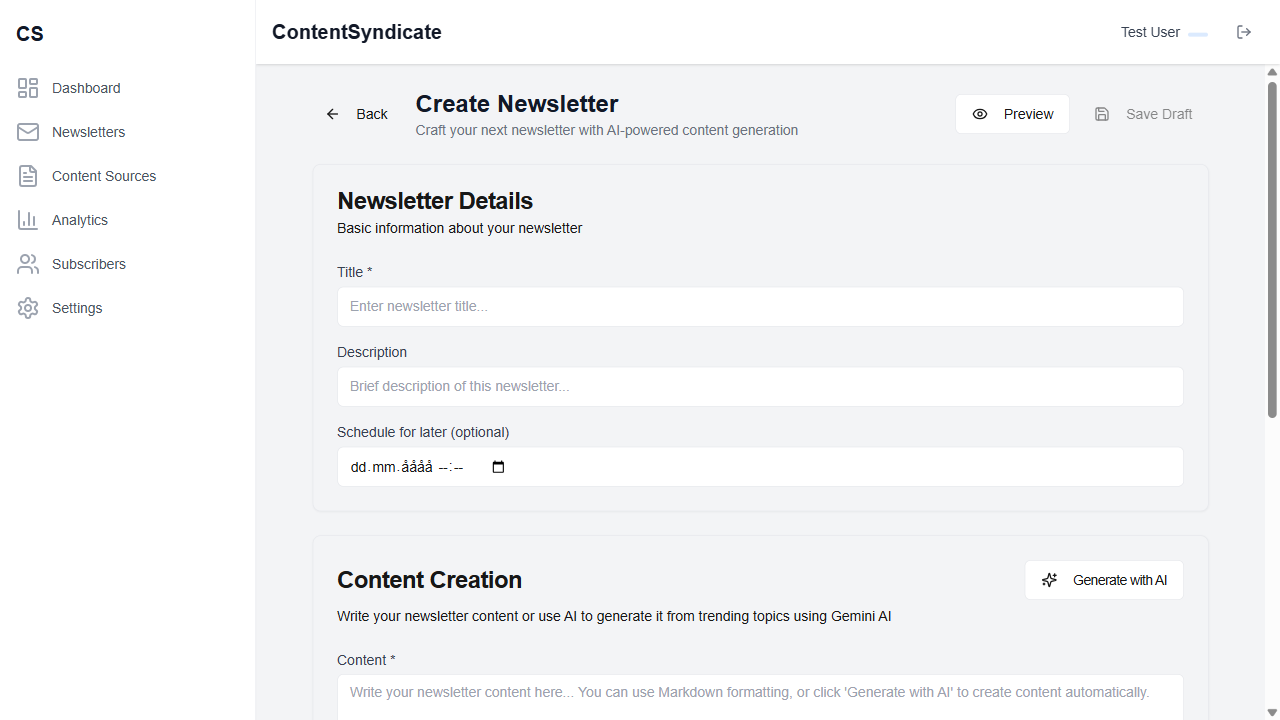 CS
ContentSyndicate
Test User
Dashboard
Newsletters
Content Sources
Analytics
Subscribers
Settings
Back
Create Newsletter
Craft your next newsletter with AI-powered content generation
Preview
Save Draft
Newsletter Details
Basic information about your newsletter
Title *
Enter newsletter title...
Description
Brief description of this newsletter...
Schedule for later (optional)
dd.mm.åååå --:--
Content Creation
Generate with AI
Write your newsletter content or use AI to generate it from trending topics using Gemini AI
Content *
Write your newsletter content here... You can use Markdown formatting, or click 'Generate with AI' to create content automatically.